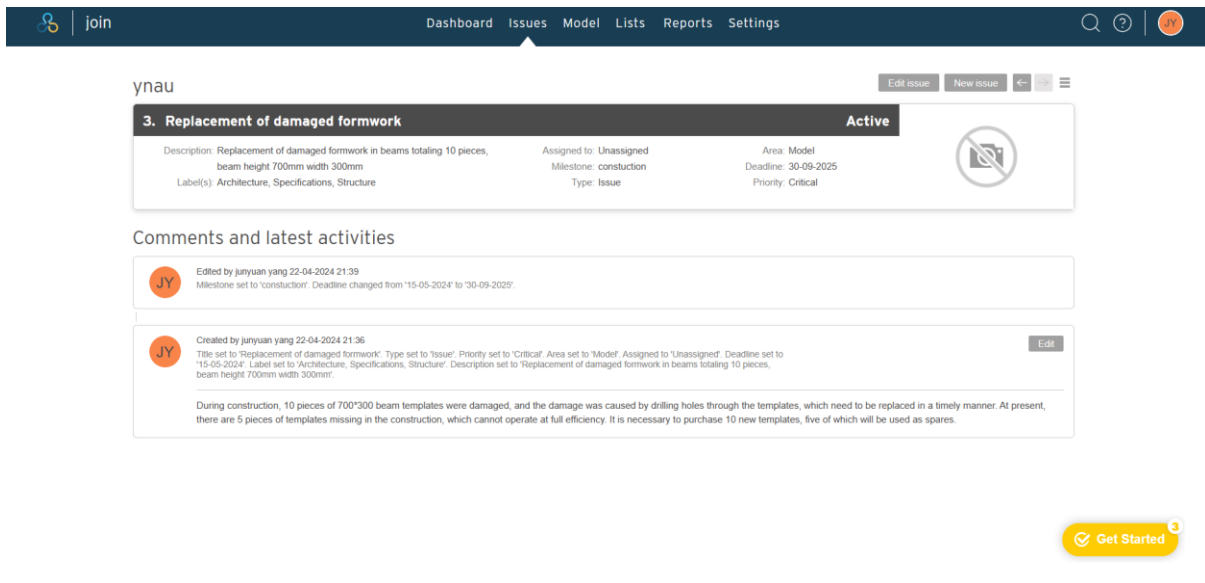 join
Dashboard Issues Model Lists Reports Settings
JY
ynau
Edit issue New issue
3. Replacement of damaged formwork Active
Description: Replacement of damaged formwork in beams totaling 10 pieces, Assigned to: Unassigned Area: Model
beam height 700mm width 300mm Milestone: constuction Deadline: 30-09-2025
Label(s): Architecture, Specifications, Structure Type: Issue Priority: Critical
Comments and latest activities
JY
Edited by junyuan yang 22-04-2024 21:39
Milestone set to 'constuction'. Deadline changed from '15-05-2024' to '30-09-2025'.
JY
Created by junyuan yang 22-04-2024 21:36 Edit
Title set to 'Replacement of damaged formwork'. Type set to 'Issue'. Priority set to 'Critical'. Area set to 'Model'. Assigned to 'Unassigned'. Deadline set to
'15-05-2024'. Label set to 'Architecture, Specifications, Structure'. Description set to 'Replacement of damaged formwork in beams totaling 10 pieces,
beam height 700mm width 300mm'.
During construction, 10 pieces of 700*300 beam templates were damaged, and the damage was caused by drilling holes through the templates, which need to be replaced in a timely manner. At present,
there are 5 pieces of templates missing in the construction, which cannot operate at full efficiency. It is necessary to purchase 10 new templates, five of which will be used as spares.
3
Get Started